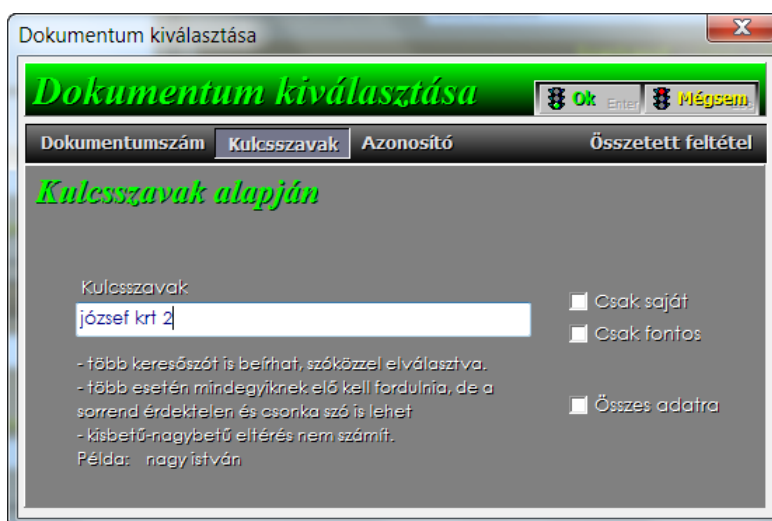 Dokumentum kiválasztása
Dokumentum kiválasztása
Ok Enter Mégsem
Dokumentumszám Kulcsszavak Azonosító Összetett feltétel
Kulcsszavak alapján
Kulcsszavak
józsef krt 2
Csak saját
Csak fontos
- több keresőszót is beírhat, szóközzel elválasztva.
- több esetén mindegyiknek elő kell fordulnia, de a
sorrend érdektelen és csonka szó is lehet
Összes adatra
- kisbetű-nagybetű eltérés nem számít.
Példa: nagy istván